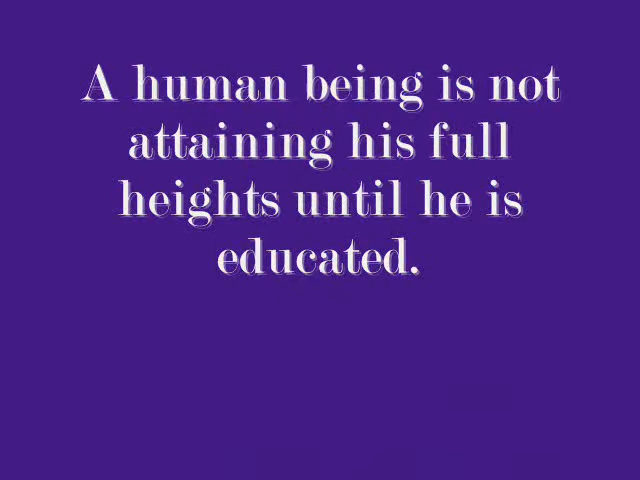 A human being is not
attaining his full
heights until he is
educated.